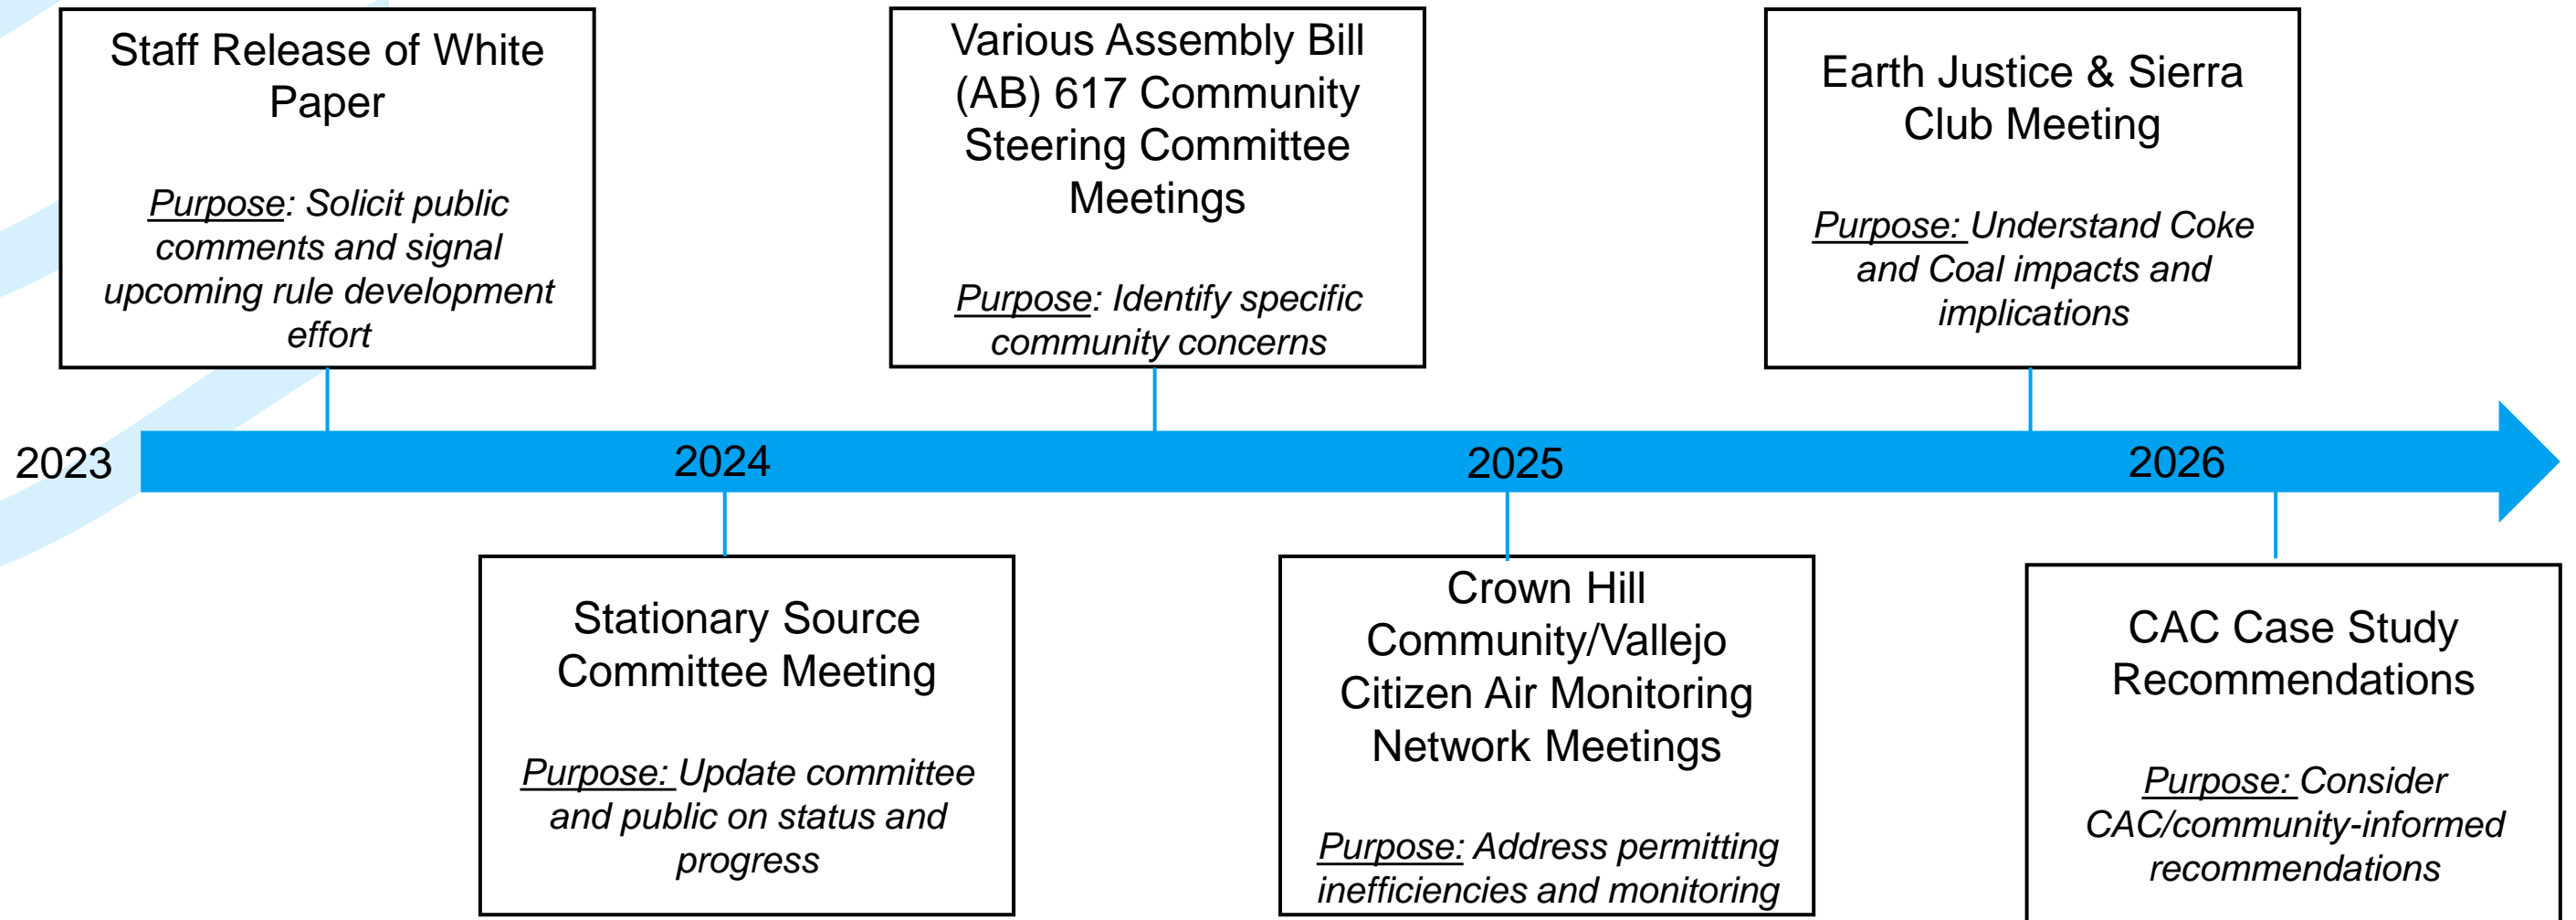 Staff Release of White
Paper
Purpose: Solicit public
comments and signal
upcoming rule development
effort
Various Assembly Bill
(AB) 617 Community
Steering Committee
Meetings
Purpose: Identify specific
community concerns
Earth Justice & Sierra
Club Meeting
Purpose: Understand Coke
and Coal impacts and
implications
2023
2024
2025
2026
Stationary Source
Committee Meeting
Purpose: Update committee
and public on status and
progress
Crown Hill
Community/Vallejo
Citizen Air Monitoring
Network Meetings
Purpose: Address permitting
inefficiencies and monitoring
CAC Case Study
Recommendations
Purpose: Consider
CAC/community-informed
recommendations